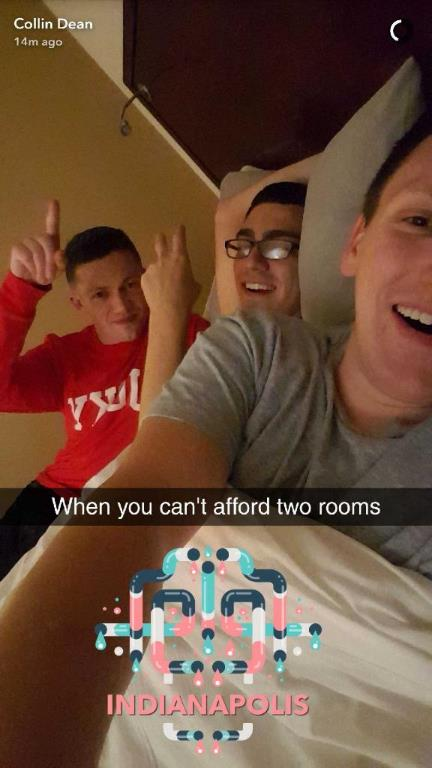 Collin Dean
14m ago
When you can't afford two rooms
INDIANAPOLIS